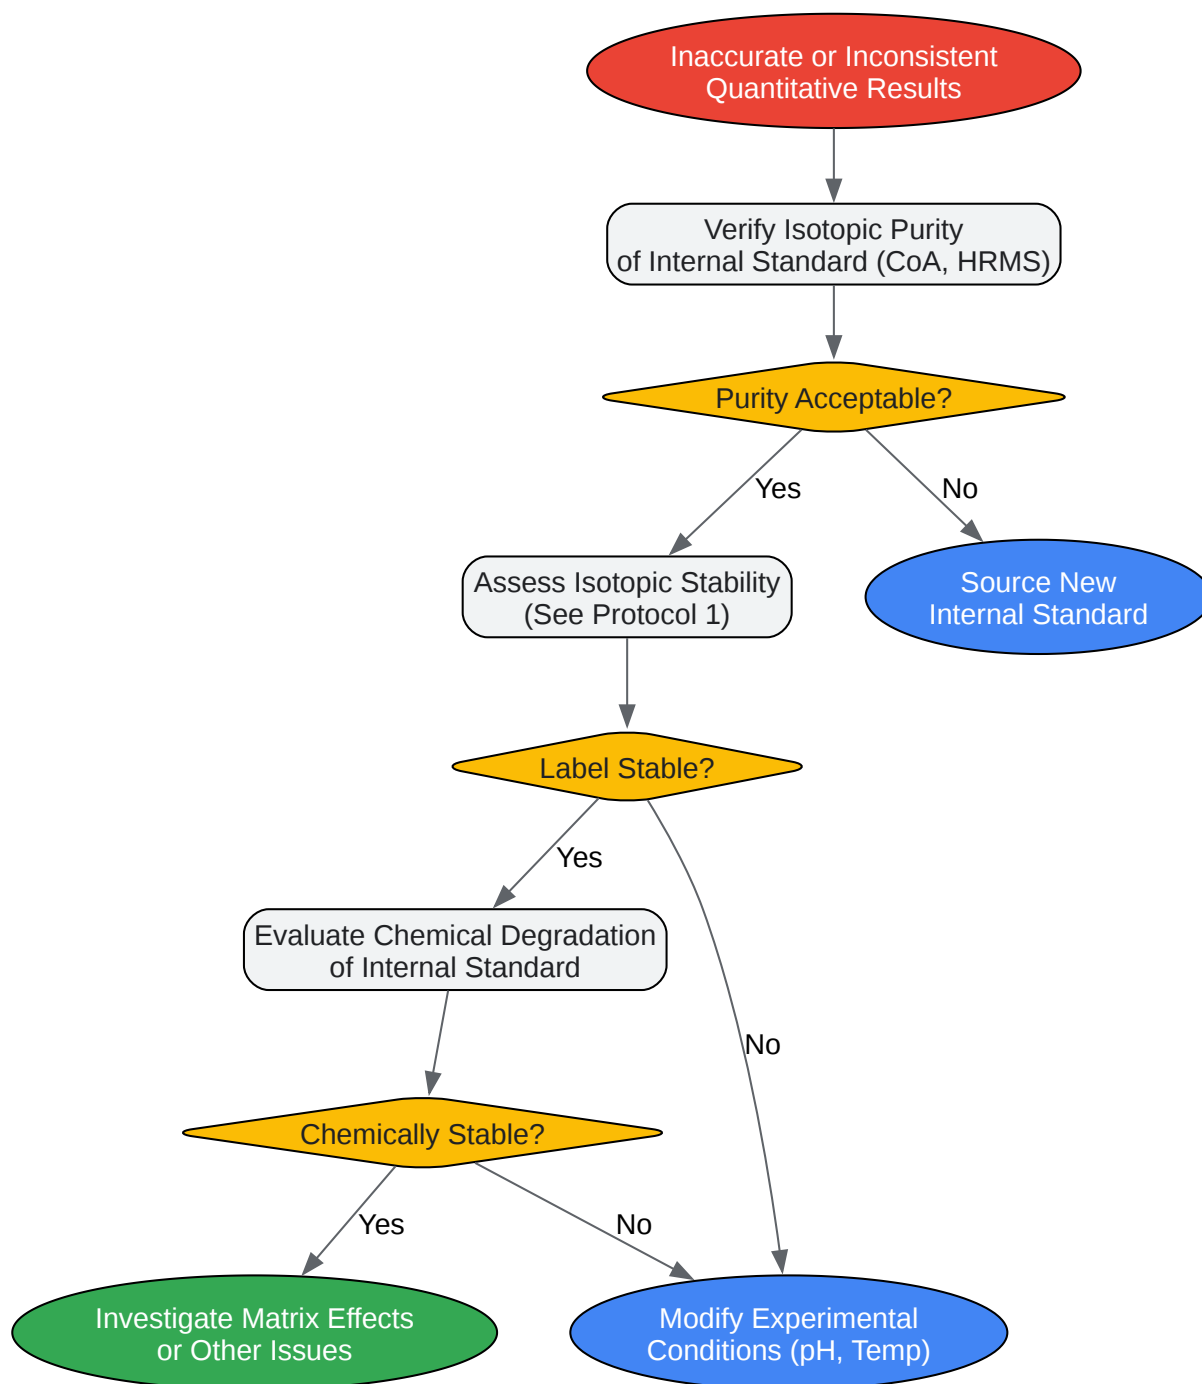 Inaccurate or Inconsistent
Quantitative Results
Verify Isotopic Purity
of Internal Standard (CoA, HRMS)
Purity Acceptable?
Yes
No
Assess Isotopic Stability
(See Protocol 1)
Source New
Internal Standard
Label Stable?
Yes
Evaluate Chemical Degradation
of Internal Standard
No
Chemically Stable?
Yes
No
Investigate Matrix Effects
or Other Issues
Modify Experimental
Conditions (pH, Temp)